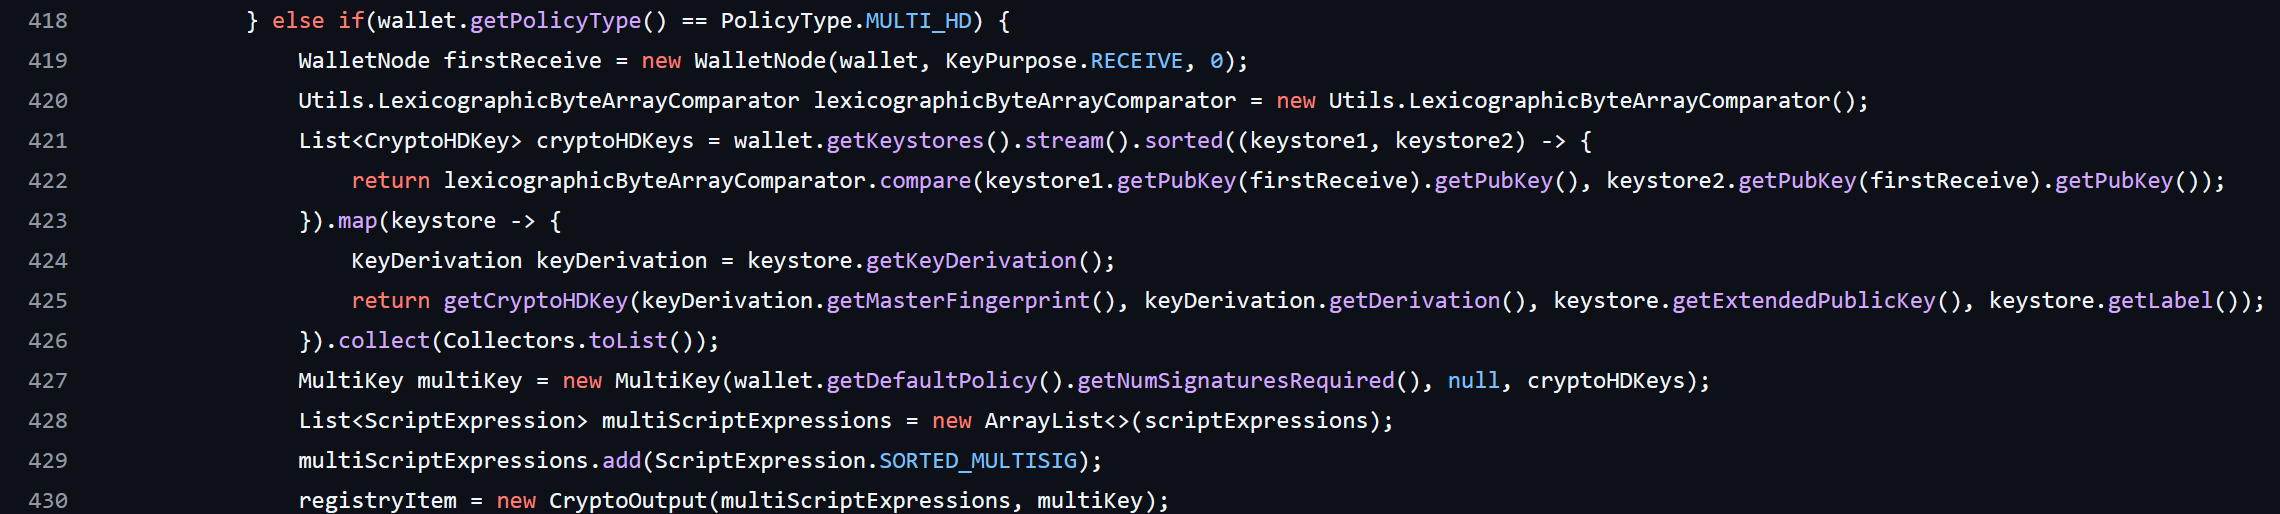 418 } else if(wallet.getPolicyType() == PolicyType.MULTI_HD) {
419 WalletNode firstReceive = new WalletNode(wallet, KeyPurpose.RECEIVE, 0);
420 Utils.LexicographicByteArrayComparator lexicographicByteArrayComparator = new Utils.LexicographicByteArrayComparator();
421 List<CryptoHDKey> cryptoHDKeys = wallet.getKeystores().stream().sorted((keystore1, keystore2) -> {
422 return lexicographicByteArrayComparator.compare(keystore1.getPubKey(firstReceive).getPubKey(), keystore2.getPubKey(firstReceive).getPubKey());
423 }).map(keystore -> {
424 KeyDerivation keyDerivation = keystore.getKeyDerivation();
425 return getCryptoHDKey(keyDerivation.getMasterFingerprint(), keyDerivation.getDerivation(), keystore.getExtendedPublicKey(), keystore.getLabel());
426 }).collect(Collectors.toList());
427 MultiKey multiKey = new MultiKey(wallet.getDefaultPolicy().getNumSignaturesRequired(), null, cryptoHDKeys);
428 List<ScriptExpression> multiScriptExpressions = new ArrayList<>(scriptExpressions);
429 multiScriptExpressions.add(ScriptExpression.SORTED_MULTISIG);
430 registryItem = new CryptoOutput(multiScriptExpressions, multiKey);